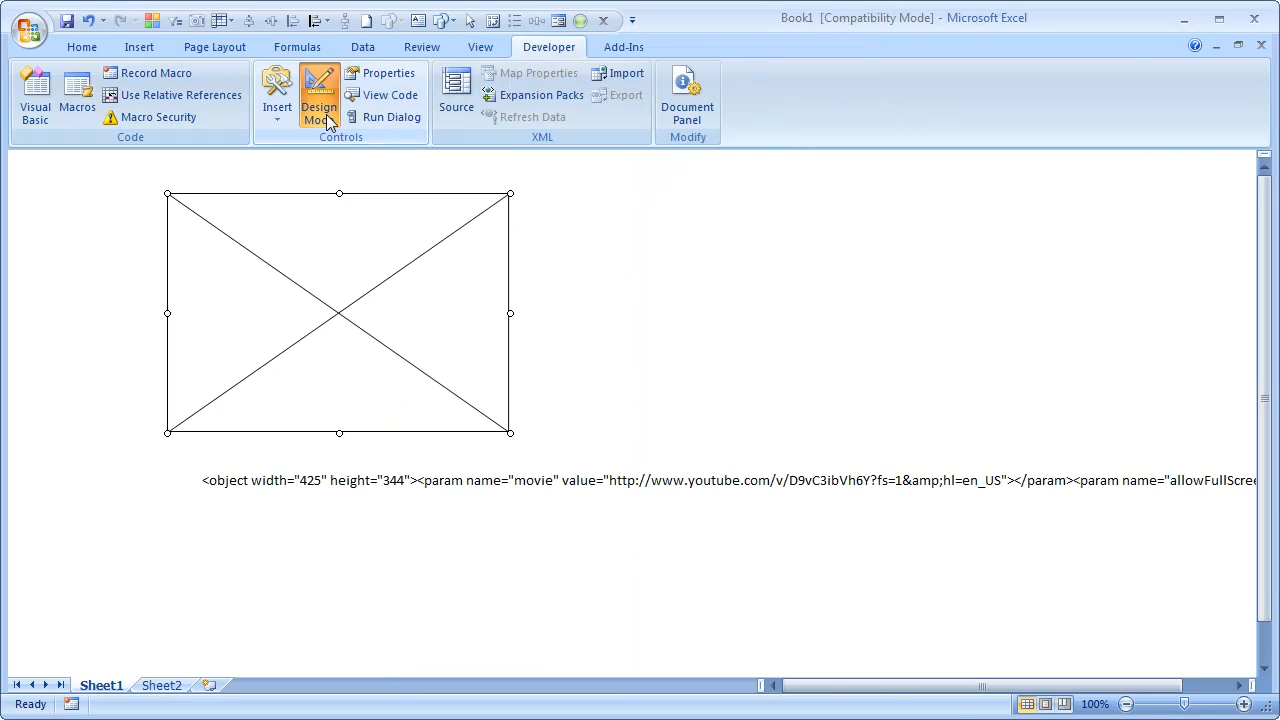 Book1 [Compatibility Mode] - Microsoft Excel
Home Insert Page Layout Formulas Data Review View Developer Add-Ins
Visual Basic
Macros
Record Macro
Use Relative References
Macro Security
Code
Insert
Design
Properties
View Code
Run Dialog
Controls
Source
Map Properties
Expansion Packs
Refresh Data
Import
Export
XML
Document Panel
Modify
<object width="425" height="344"><param name="movie" value="http://www.youtube.com/v/D9vC3ibVh6Y?fs=1&amp;hl=en_US"></param><param name="allowFullScree
Sheet1 Sheet2
Ready
100%